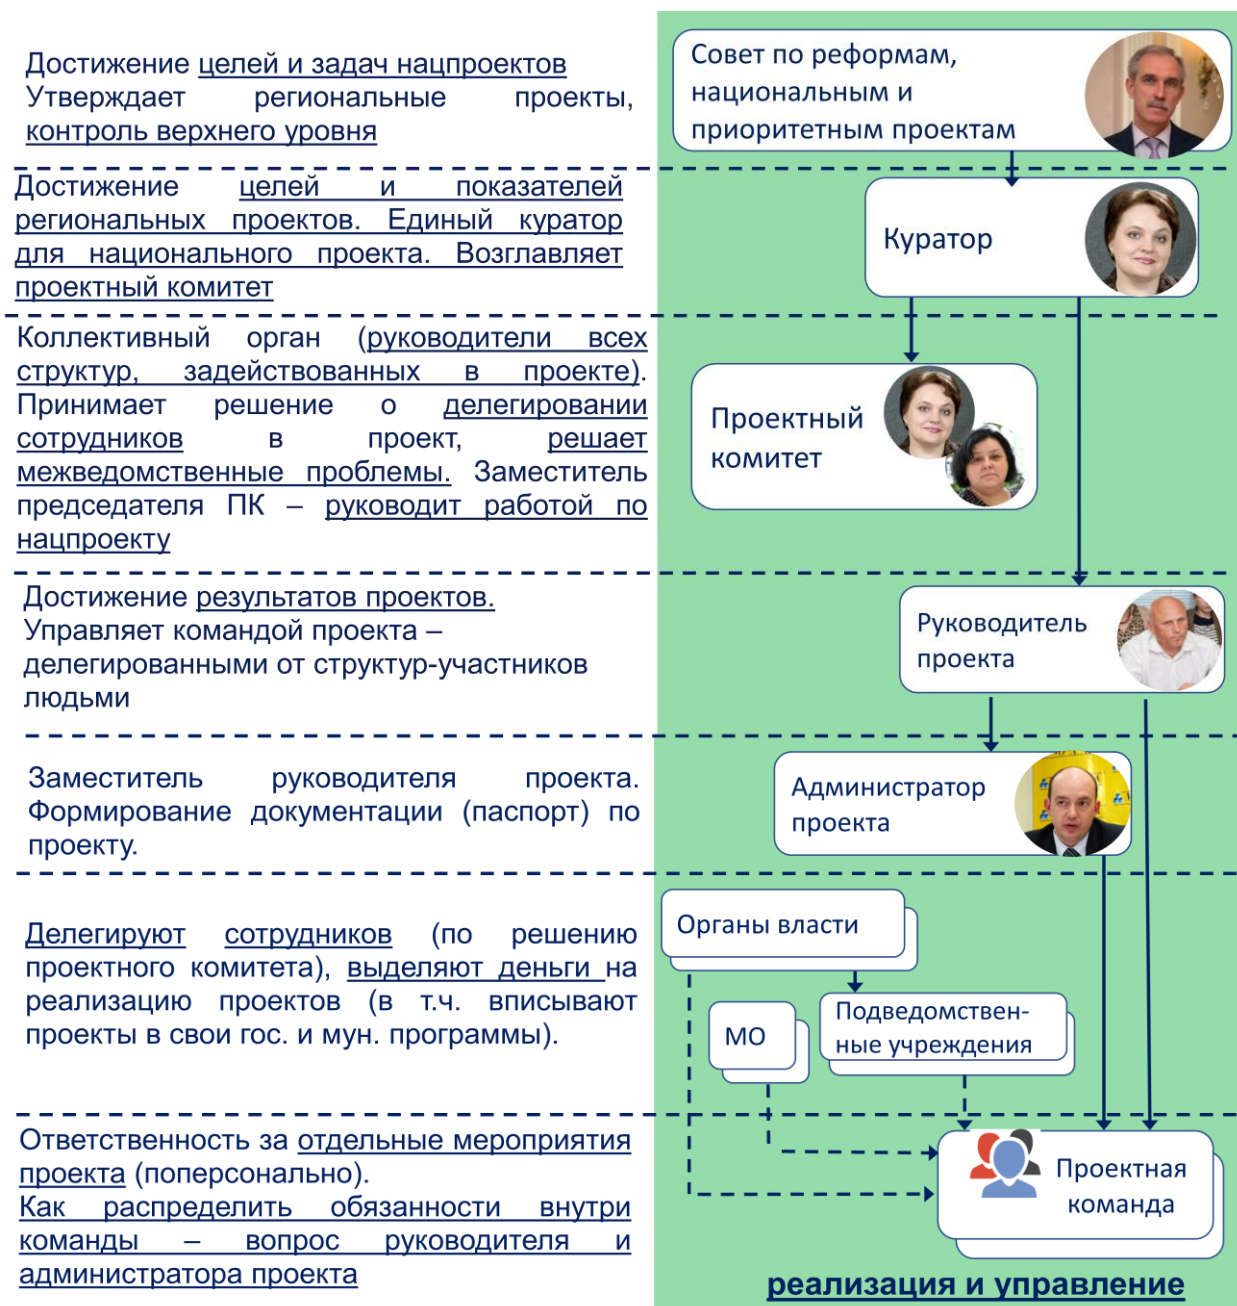 Достижение целей и задач нацпроектов
Утверждает региональные проекты,
контроль верхнего уровня
Совет по реформам,
национальным и
приоритетным проектам
Достижение целей и показателей
региональных проектов. Единый куратор
для национального проекта. Возглавляет
проектный комитет
Куратор
Коллективный орган (руководители всех
структур, задействованных в проекте).
Принимает решение о делегировании
сотрудников в проект, решает
межведомственные проблемы. Заместитель
председателя ПК – руководит работой по
нацпроекту
Проектный
комитет
Достижение результатов проектов.
Управляет командой проекта –
делегированными от структур-участников
людьми
Руководитель
проекта
Заместитель руководителя проекта.
Формирование документации (паспорт) по
проекту.
Администратор
проекта
Делегируют сотрудников (по решению
проектного комитета), выделяют деньги на
реализацию проектов (в т.ч. вписывают
проекты в свои гос. и мун. программы).
Органы власти
МО
Подведомствен-
ные учреждения
Ответственность за отдельные мероприятия
проекта (поперсонально).
Как распределить обязанности внутри
команды – вопрос руководителя и
администратора проекта
Проектная
команда
реализация и управление